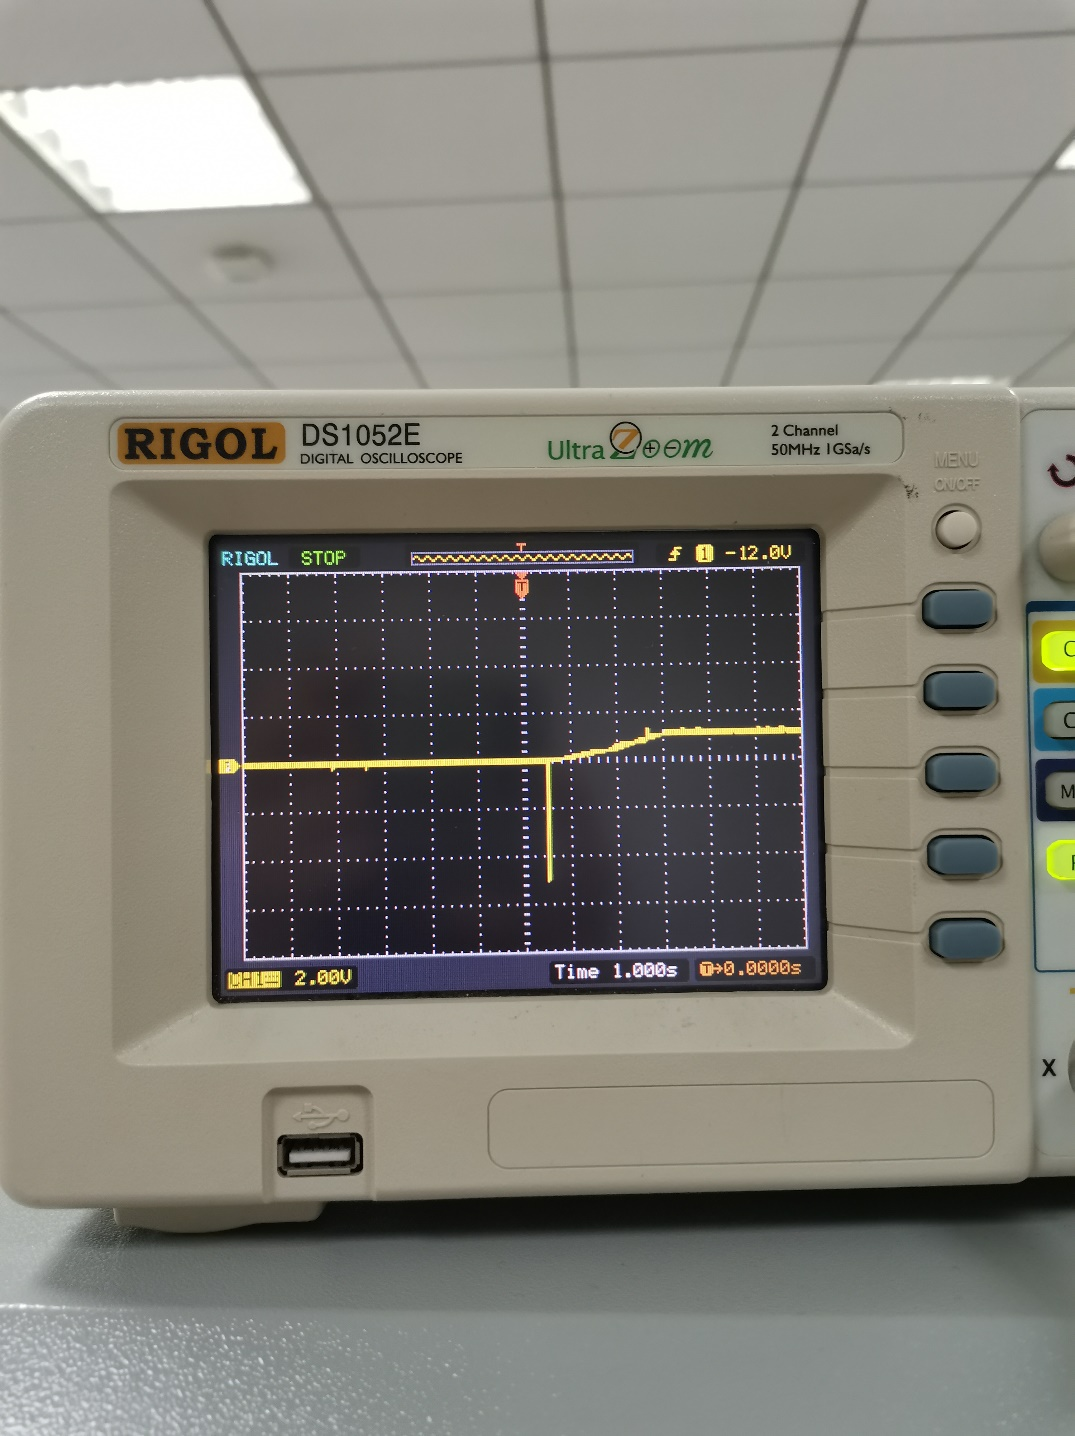 RIGOL DS1052E
DIGITAL OSCILLOSCOPE
UltraZoom
2 Channel
50MHz 1GSa/s
MENU
ON/OFF
RIGOL STOP
T
1 -12.0V
T
CH1 2.00V
Time 1.000s
T→0.0000s
C
C
M
X